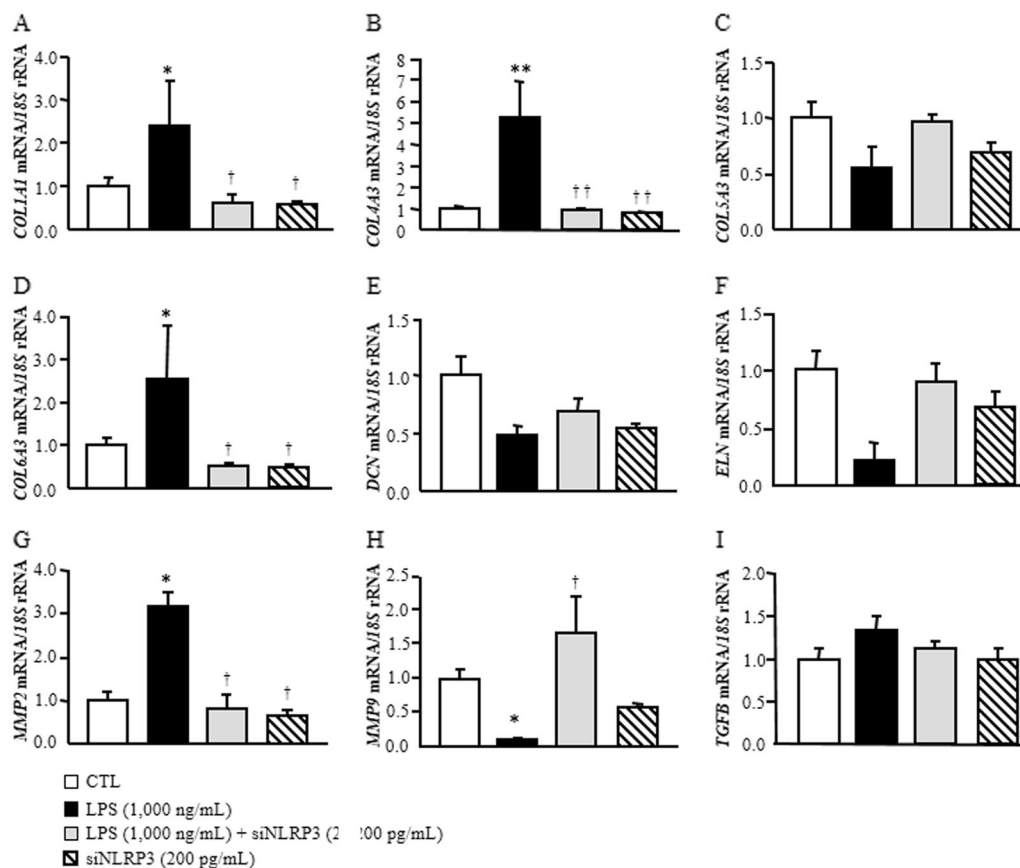 A
COL1A1 mRNA/18S rRNA
4.0
3.0
2.0
1.0
0.0
*
†
†
B
COL4A3 mRNA/18S rRNA
8
7
6
5
4
3
2
1
0
**
††
††
C
COL5A3 mRNA/18S rRNA
1.5
1.0
0.5
0.0
D
COL6A3 mRNA/18S rRNA
4.0
3.0
2.0
1.0
0.0
*
†
†
E
DCN mRNA/18S rRNA
1.5
1.0
0.5
0.0
F
ELN mRNA/18S rRNA
1.5
1.0
0.5
0.0
G
MMP2 mRNA/18S rRNA
4.0
3.0
2.0
1.0
0.0
*
†
†
H
MMP9 mRNA/18S rRNA
2.5
2.0
1.5
1.0
0.5
0.0
*
†
I
TGFB mRNA/18S rRNA
2.0
1.5
1.0
0.5
0.0
CTL
LPS (1,000 ng/mL)
LPS (1,000 ng/mL) + siNLRP3 ( pg/mL)
siNLRP3 (200 pg/mL)